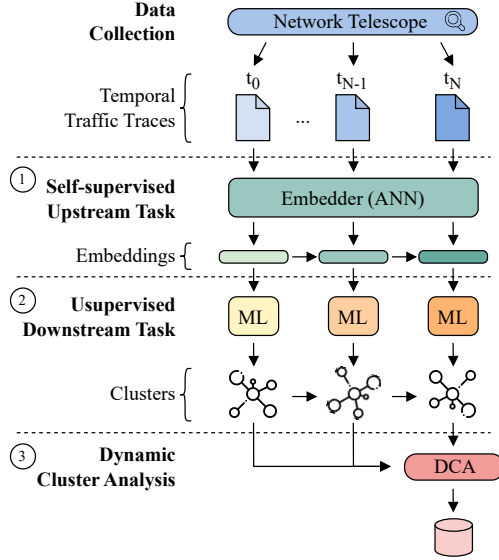 Data
Collection
Network Telescope
Temporal
Traffic Traces
t0
...
tN-1
tN
1
Self-supervised
Upstream Task
Embedder (ANN)
Embeddings
2
Usupervised
Downstream Task
ML
ML
ML
Clusters
3
Dynamic
Cluster Analysis
DCA